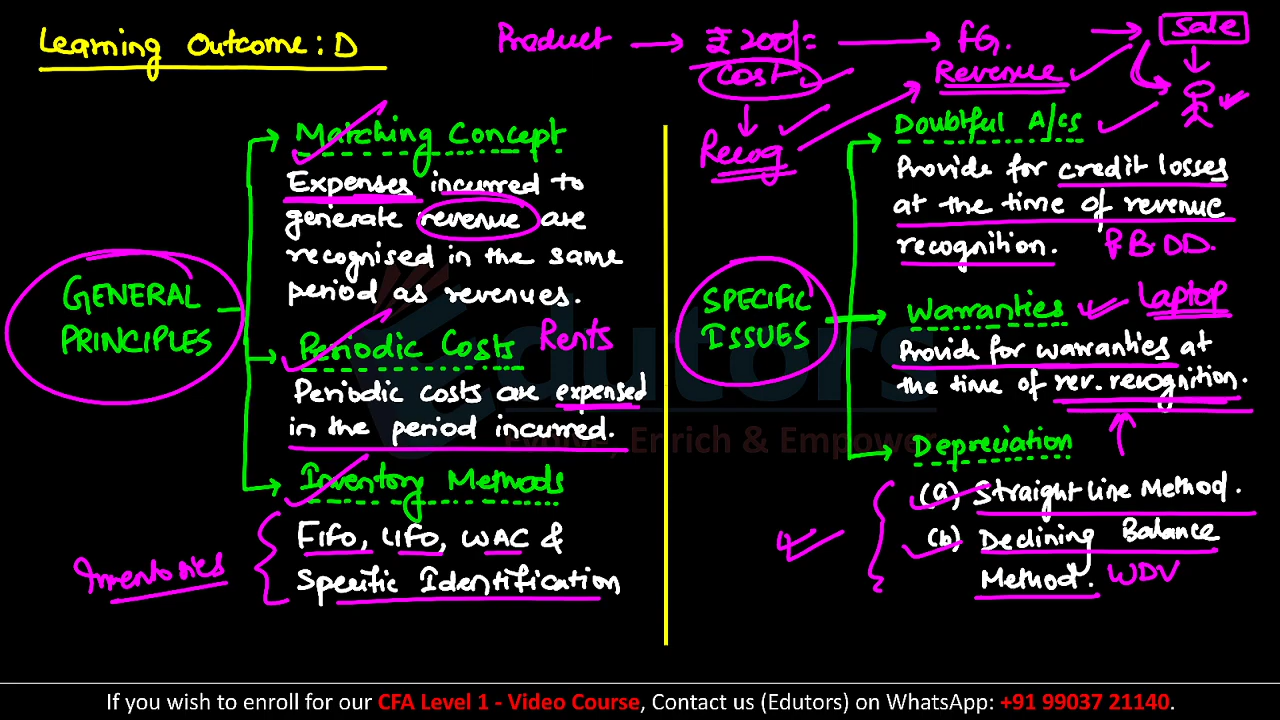 Learning Outcome: D
Product → ₹200/= → FG. → Sale
Cost
Revenue
Recog
GENERAL
PRINCIPLES
Matching Concept
Expenses incurred to
generate revenue are
recognised in the same
period as revenues.
Periodic Costs Rents
Periodic costs are expensed
in the period incurred.
Inventory Methods
Inventories
FIFO, LIFO, WAC &
Specific Identification
SPECIFIC
ISSUES
Doubtful A/cs
Provide for credit losses
at the time of revenue
recognition. PBDD.
Warranties Laptop
Provide for warranties at
the time of rev. recognition.
Depreciation
(a) Straight Line Method.
(b) Declining Balance
Method. WDV
Edutors
Evolve, Enrich & Empower
If you wish to enroll for our CFA Level 1 - Video Course, Contact us (Edutors) on WhatsApp: +91 99037 21140.